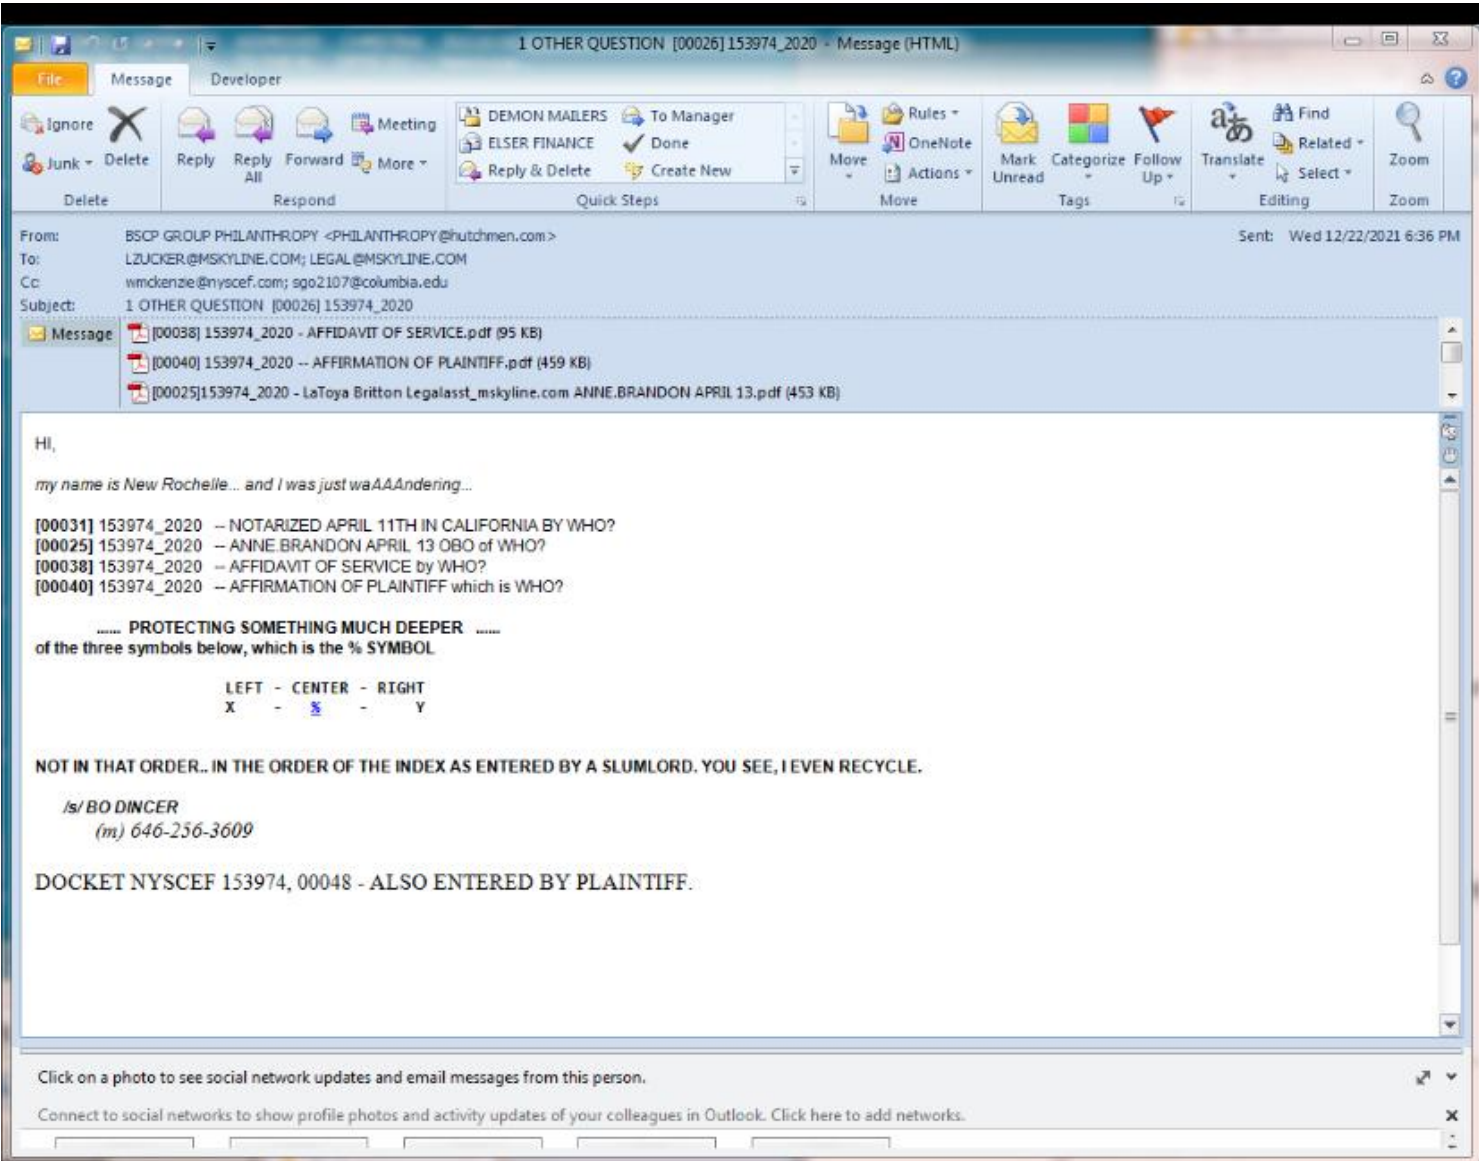 1 OTHER QUESTION [00026] 153974_2020 - Message (HTML)
File Message Developer
Ignore
Junk
Delete
Delete
Reply
Reply All
Forward
Meeting
More
Respond
DEMON MAILERS To Manager
ELSER FINANCE Done
Reply & Delete Create New
Quick Steps
Move
Rules
OneNote
Actions
Move
Mark Unread
Categorize
Follow Up
Tags
Translate
Find
Related
Select
Editing
Zoom
Zoom
From: BSCP GROUP PHILANTHROPY <PHILANTHROPY@hutchmen.com> Sent: Wed 12/22/2021 6:36 PM
To: LZUCKER@MSKYLINE.COM; LEGAL@MSKYLINE.COM
Cc: wmckenzie@nyscef.com; sgo2107@columbia.edu
Subject: 1 OTHER QUESTION [00026] 153974_2020
Message [00038] 153974_2020 - AFFIDAVIT OF SERVICE.pdf (95 KB)
[00040] 153974_2020 -- AFFIRMATION OF PLAINTIFF.pdf (459 KB)
[00025]153974_2020 - LaToya Britton Legalasst_mskyline.com ANNE.BRANDON APRIL 13.pdf (453 KB)
HI,
my name is New Rochelle... and I was just waAAAndering...
[00031] 153974_2020 -- NOTARIZED APRIL 11TH IN CALIFORNIA BY WHO?
[00025] 153974_2020 -- ANNE.BRANDON APRIL 13 OBO of WHO?
[00038] 153974_2020 -- AFFIDAVIT OF SERVICE by WHO?
[00040] 153974_2020 -- AFFIRMATION OF PLAINTIFF which is WHO?
...... PROTECTING SOMETHING MUCH DEEPER ......
of the three symbols below, which is the % SYMBOL
LEFT - CENTER - RIGHT
X - % - Y
NOT IN THAT ORDER.. IN THE ORDER OF THE INDEX AS ENTERED BY A SLUMLORD. YOU SEE, I EVEN RECYCLE.
/s/ BO DINCER
(m) 646-256-3609
DOCKET NYSCEF 153974, 00048 - ALSO ENTERED BY PLAINTIFF.
Click on a photo to see social network updates and email messages from this person.
Connect to social networks to show profile photos and activity updates of your colleagues in Outlook. Click here to add networks.